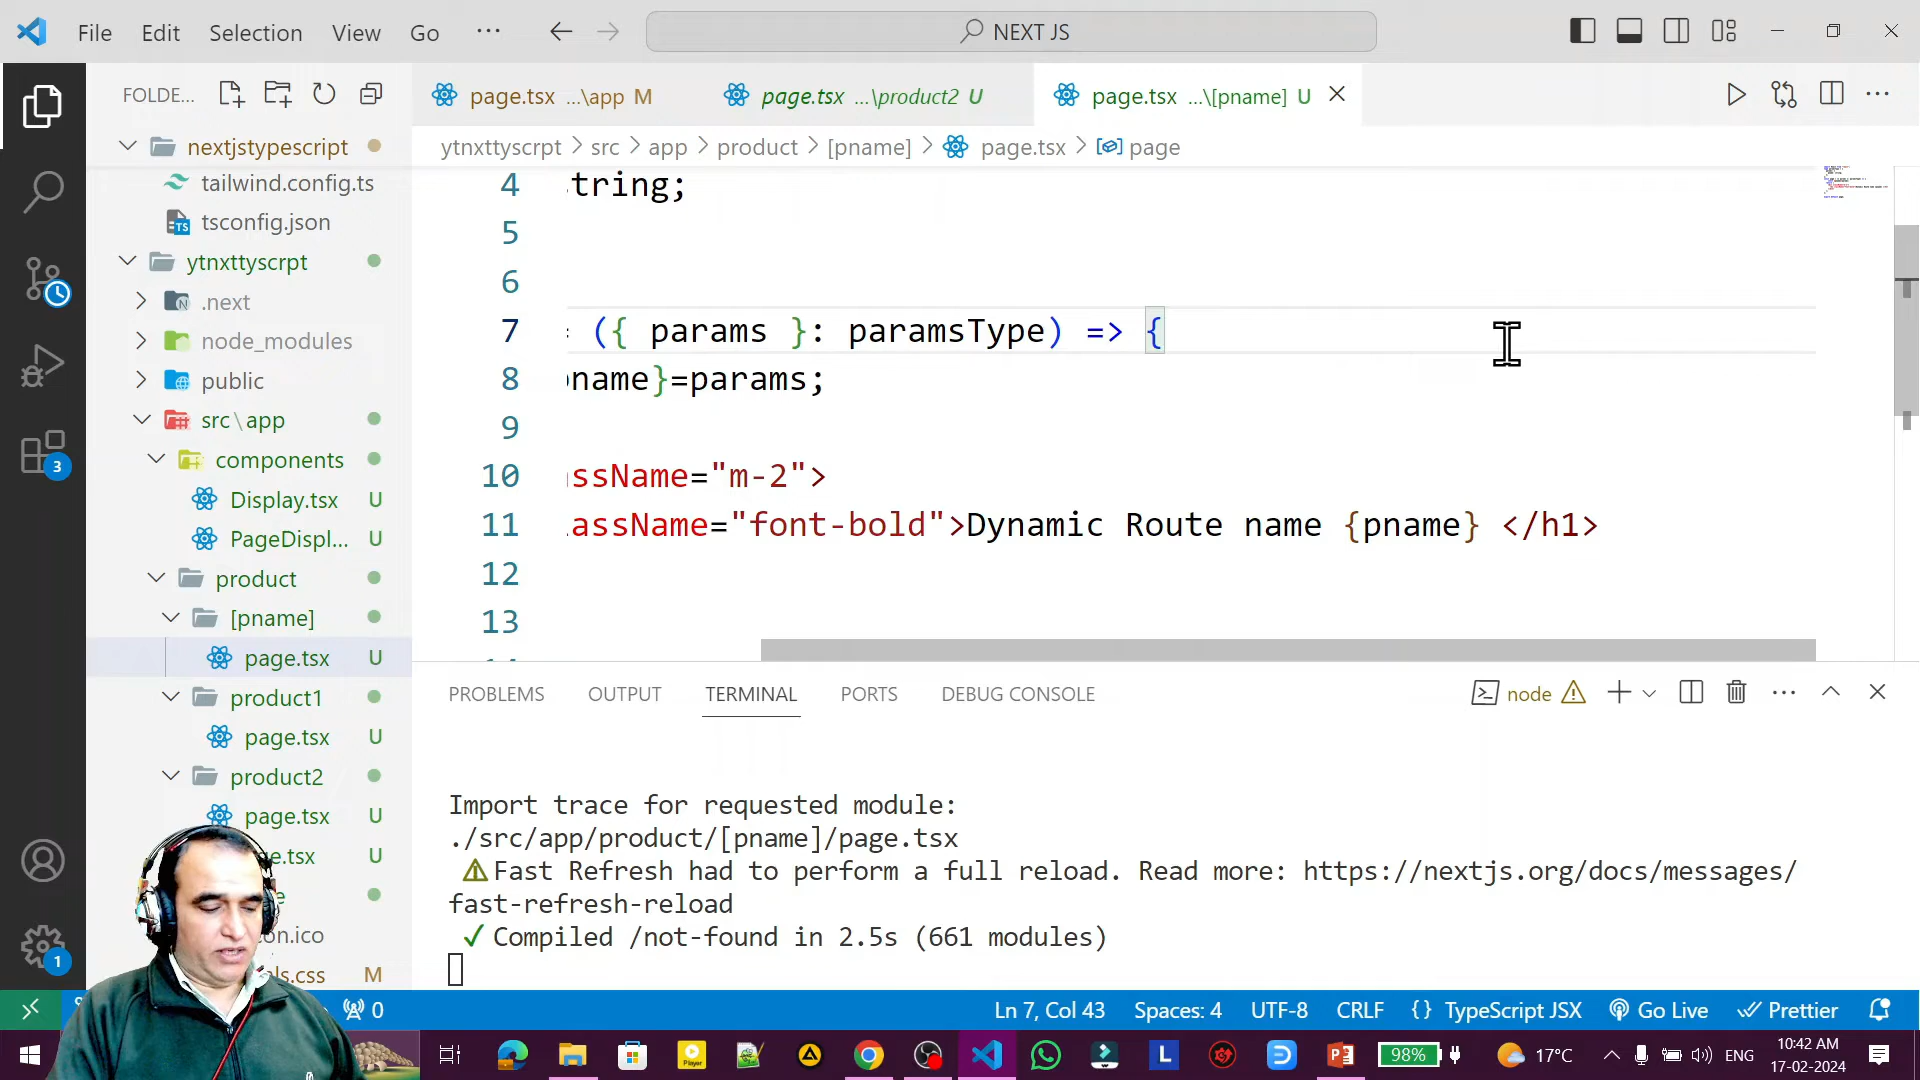 File Edit Selection View Go ··· NEXT JS
FOLDE...
page.tsx ...\app M
page.tsx ...\product2 U
page.tsx ...\[pname] U
ytnxttyscrpt > src > app > product > [pname] > page.tsx > page
nextjstypescript
tailwind.config.ts
tsconfig.json
ytnxttyscrpt
.next
node_modules
public
src\app
components
Display.tsx U
PageDispl... U
product
[pname]
page.tsx U
product1
page.tsx U
product2
page.tsx U
ge.tsx U
on.ico
ls.css M
3
1
4 tring;
5
6
7 = ({ params }: paramsType) => {
8 name}=params;
9
10 ssName="m-2">
11 assName="font-bold">Dynamic Route name {pname} </h1>
12
13
PROBLEMS OUTPUT TERMINAL PORTS DEBUG CONSOLE
node
Import trace for requested module:
./src/app/product/[pname]/page.tsx
⚠ Fast Refresh had to perform a full reload. Read more: https://nextjs.org/docs/messages/
fast-refresh-reload
✓ Compiled /not-found in 2.5s (661 modules)
0 Ln 7, Col 43 Spaces: 4 UTF-8 CRLF {} TypeScript JSX Go Live Prettier
Player
L
98%
17°C
ENG
10:42 AM
17-02-2024